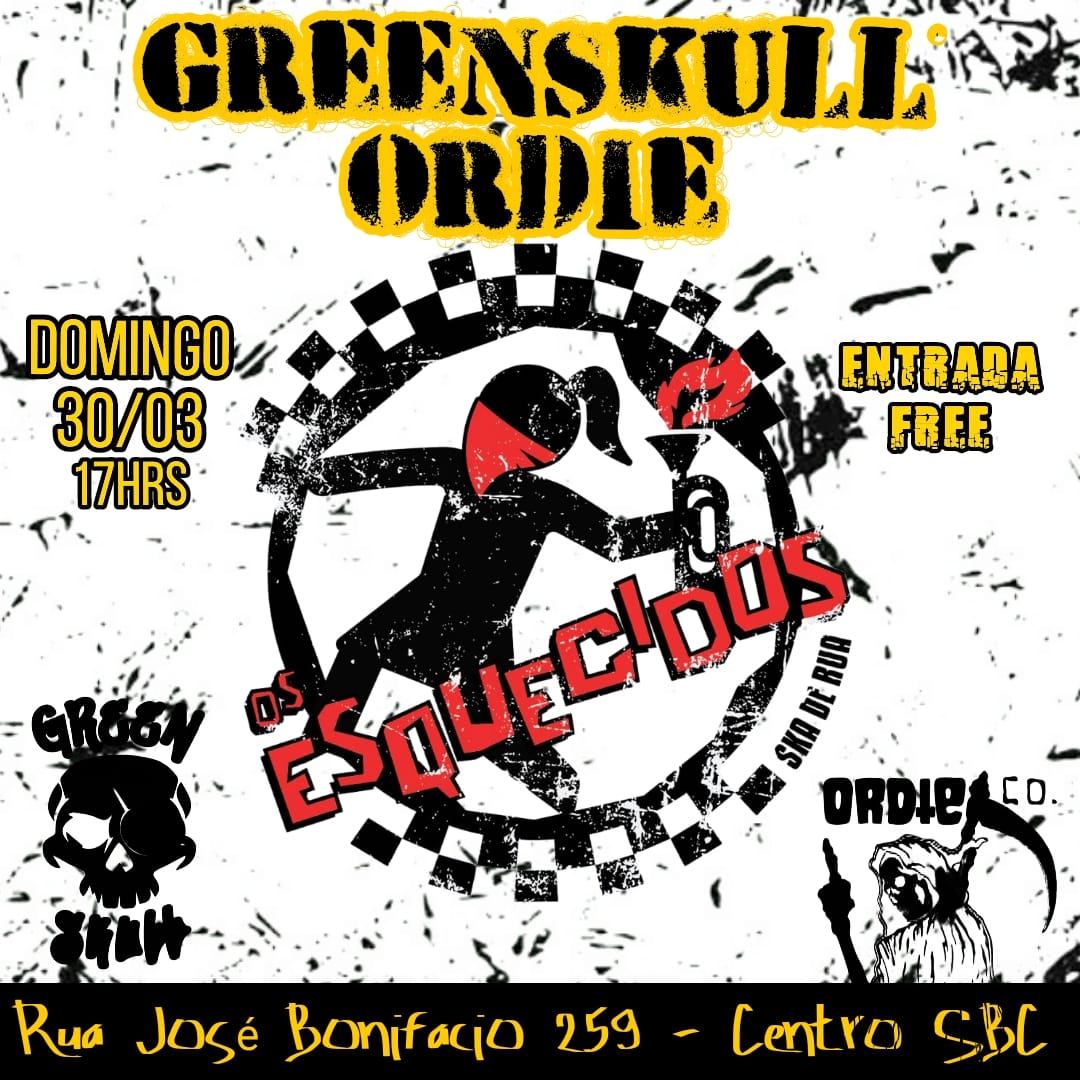 GREENSKULL
ORDIE
DOMINGO
30/03
17HRS
ENTRADA
FREE
OS
ESQUECIDOS
SKA DE RUA
GREEN
SKULL
ORDIE CO.
Rua José Bonifacio 259 - Centro SBC